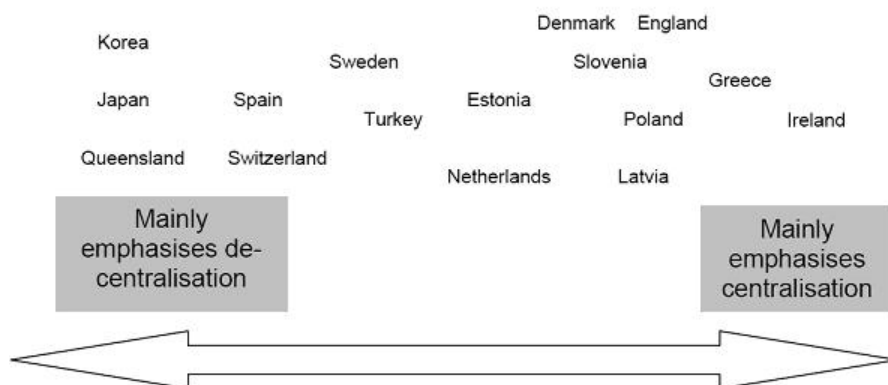 Denmark England
Korea
Sweden
Slovenia
Greece
Japan
Spain
Estonia
Turkey
Poland
Ireland
Queensland
Switzerland
Netherlands
Latvia
Mainly
emphasises de-
centralisation
Mainly
emphasises
centralisation